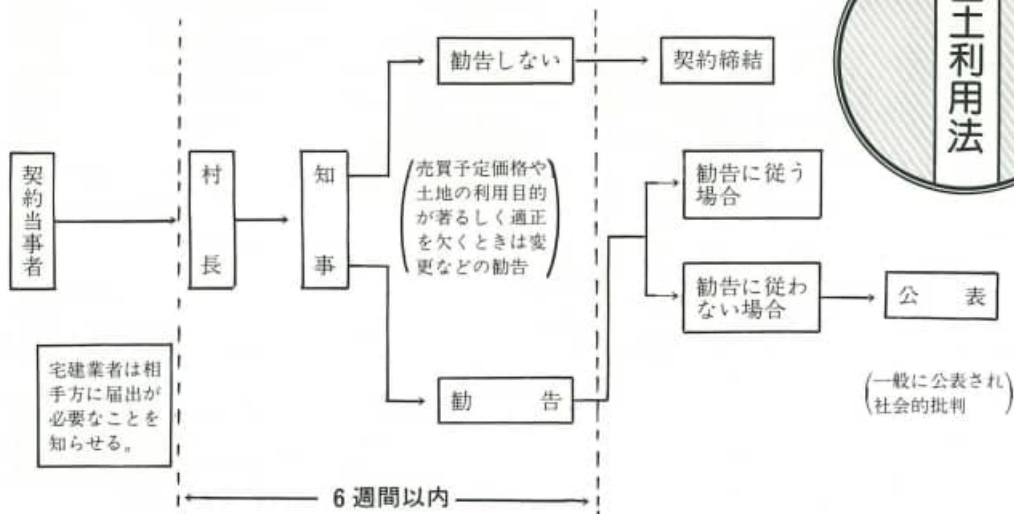 土利用法
勧告しない
契約締結
契約当事者
村長
知事
売買予定価格や
土地の利用目的
が著るしく適正
を欠くときは変
更などの勧告
勧告に従う
場合
勧告に従わ
ない場合
公表
(一般に公表され
社会的批判)
宅建業者は相
手方に届出が
必要なことを
知らせる。
勧告
6週間以内